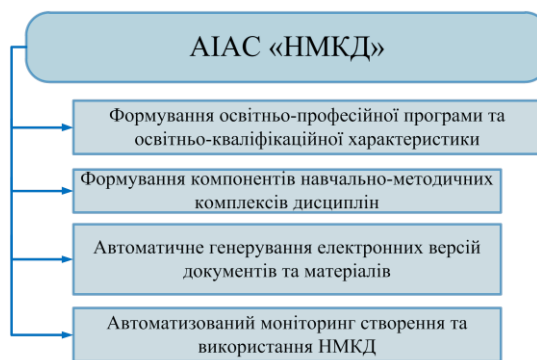 АІАС «НМКД»
Формування освітньо-професійної програми та
освітньо-кваліфікаційної характеристики
Формування компонентів навчально-методичних
комплексів дисциплін
Автоматичне генерування електронних версій
документів та матеріалів
Автоматизований моніторинг створення та
використання НМКД